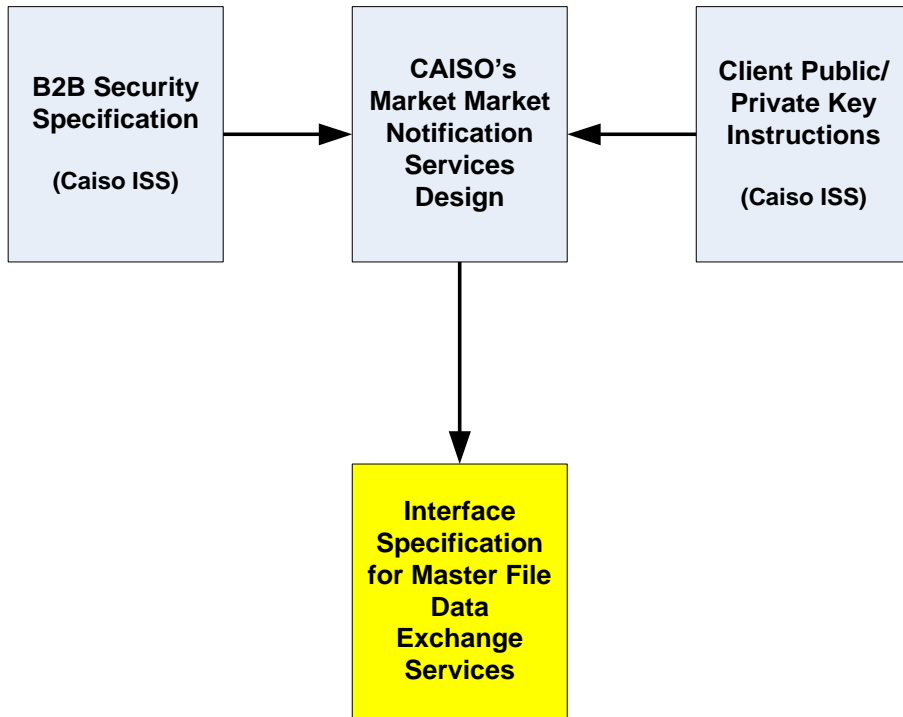 B2B Security
Specification
(Caiso ISS)
CAISO’s
Market Market
Notification
Services
Design
Client Public/
Private Key
Instructions
(Caiso ISS)
Interface
Specification
for Master File
Data
Exchange
Services